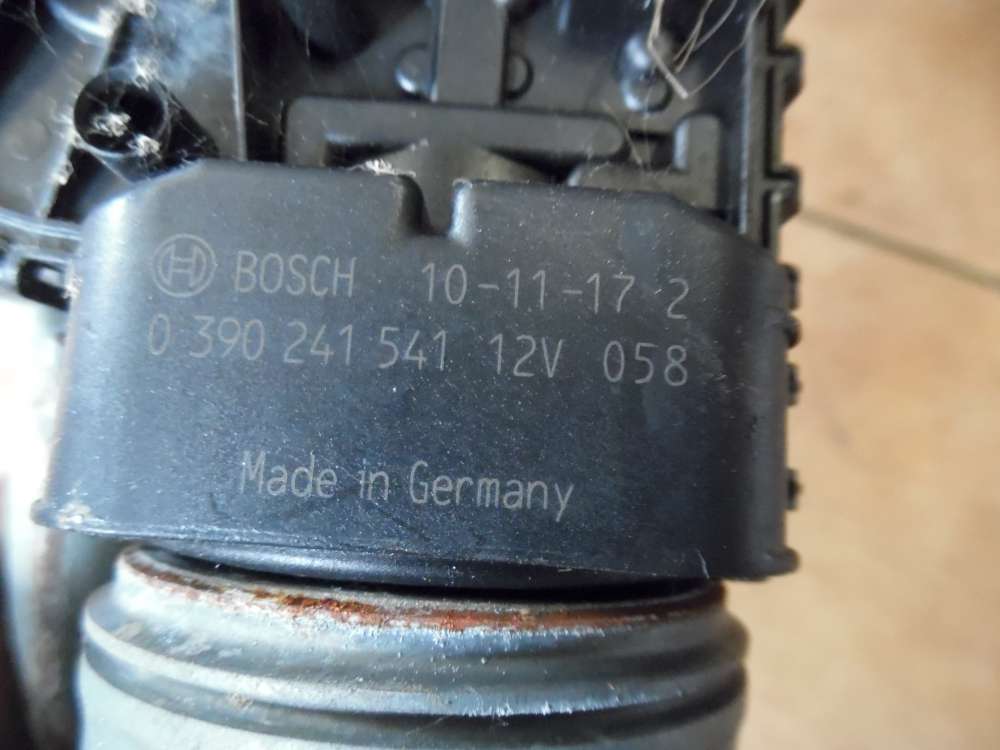 BOSCH 10-11-17 2
0 390 241 541 12V 058
Made in Germany